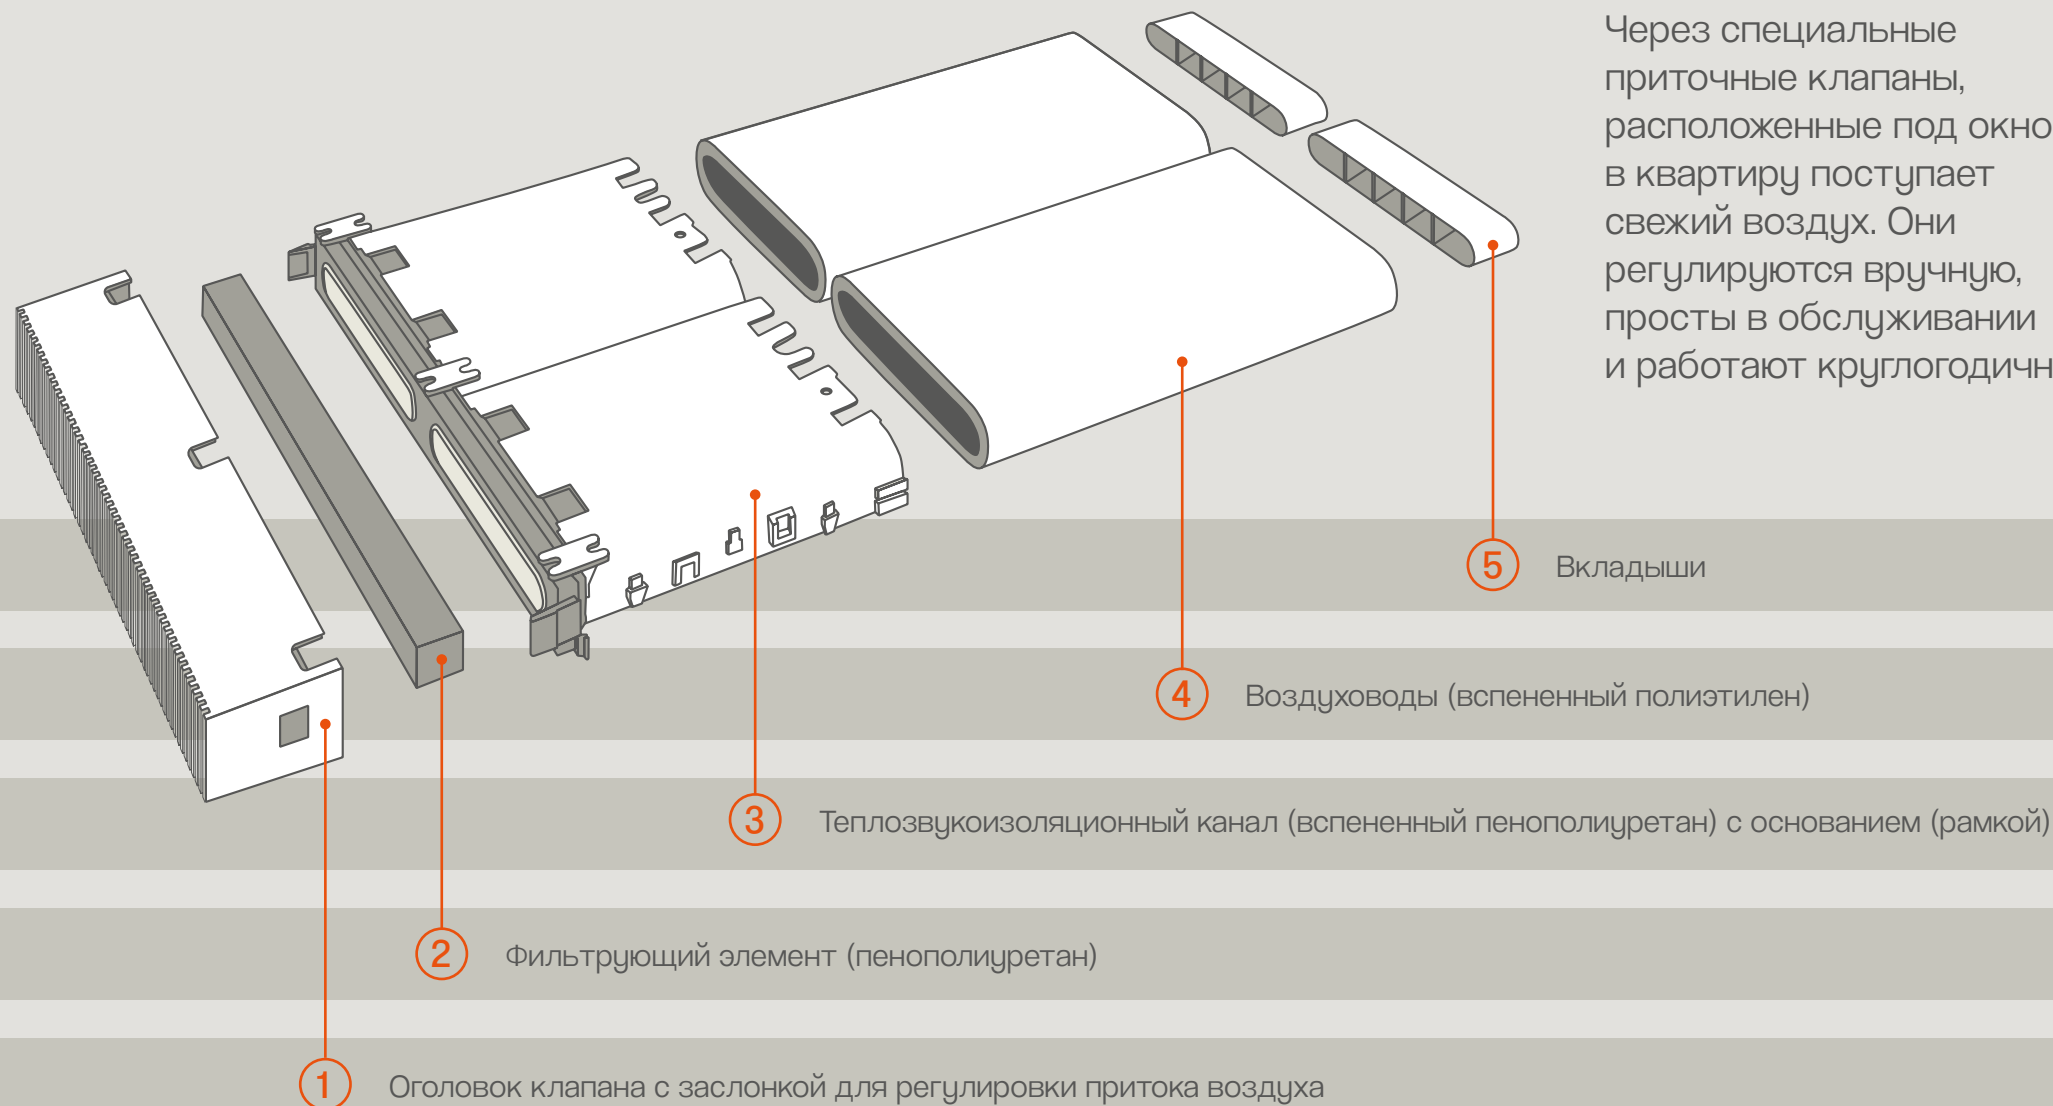 Через специальные
приточные клапаны,
расположенные под окно
в квартиру поступает
свежий воздух. Они
регулируются вручную,
просты в обслуживании
и работают круглогодичн
5 Вкладыши
4 Воздуховоды (вспененный полиэтилен)
3 Теплозвукоизоляционный канал (вспененный пенополиуретан) с основанием (рамкой)
2 Фильтрующий элемент (пенополиуретан)
1 Оголовок клапана с заслонкой для регулировки притока воздуха